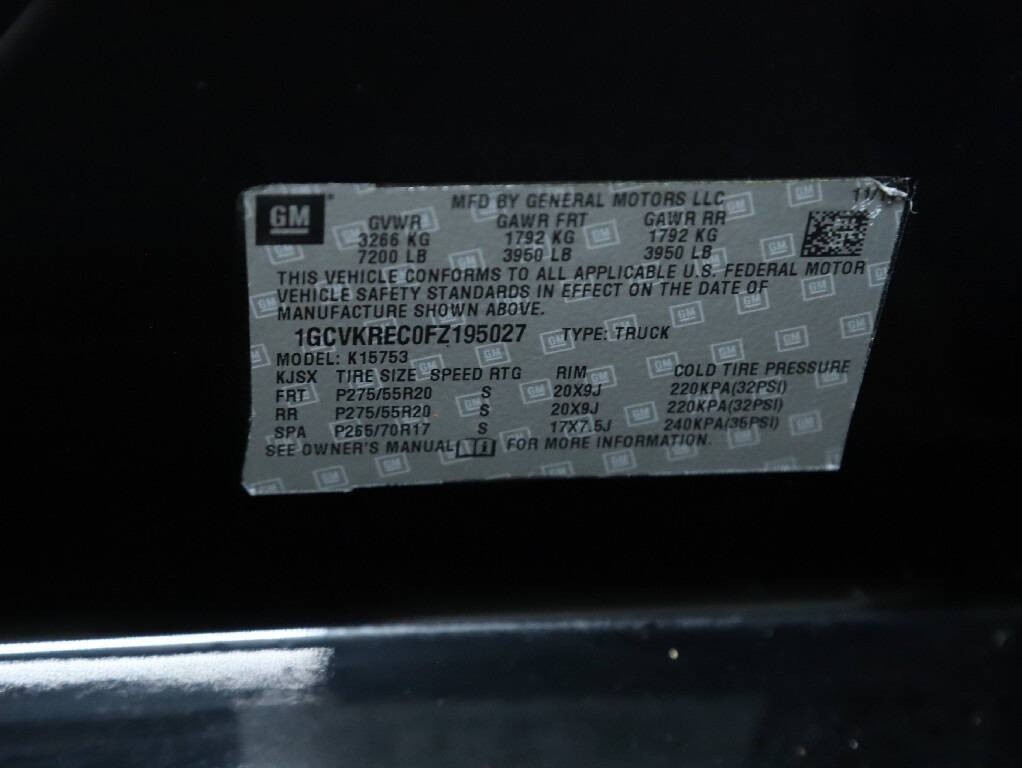 GM MFD BY GENERAL MOTORS LLC
GVWR GAWR FRT GAWR RR
3266 KG 1792 KG 1792 KG
7200 LB 3950 LB 3950 LB
THIS VEHICLE CONFORMS TO ALL APPLICABLE U.S. FEDERAL MOTOR
VEHICLE SAFETY STANDARDS IN EFFECT ON THE DATE OF
MANUFACTURE SHOWN ABOVE.
1GCVKREC0FZ195027 TYPE: TRUCK
MODEL: K15753
KJSX TIRE SIZE SPEED RTG RIM COLD TIRE PRESSURE
FRT P275/55R20 S 20X9J 220KPA(32PSI)
RR P275/55R20 S 20X9J 220KPA(32PSI)
SPA P265/70R17 S 17X7.5J 240KPA(35PSI)
SEE OWNER'S MANUAL FOR MORE INFORMATION.